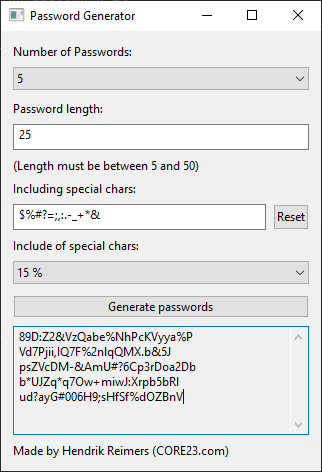 Password Generator
Number of Passwords:
5
Password length:
25
(Length must be between 5 and 50)
Including special chars:
$%#?=;,:.-_+*&
Reset
Include of special chars:
15 %
Generate passwords
89D:Z2&VzQabe%NhPcKVyya%P
Vd7Pjii,IQ7F%2nIqQMX.b&5J
psZVcDM-&AmU#?6Cp3rDoa2Db
b*UJZq*q7Ow+miwJ:Xrpb5bRI
ud?ayG#006H9;sHfSf%dOZBnV
Made by Hendrik Reimers (CORE23.com)